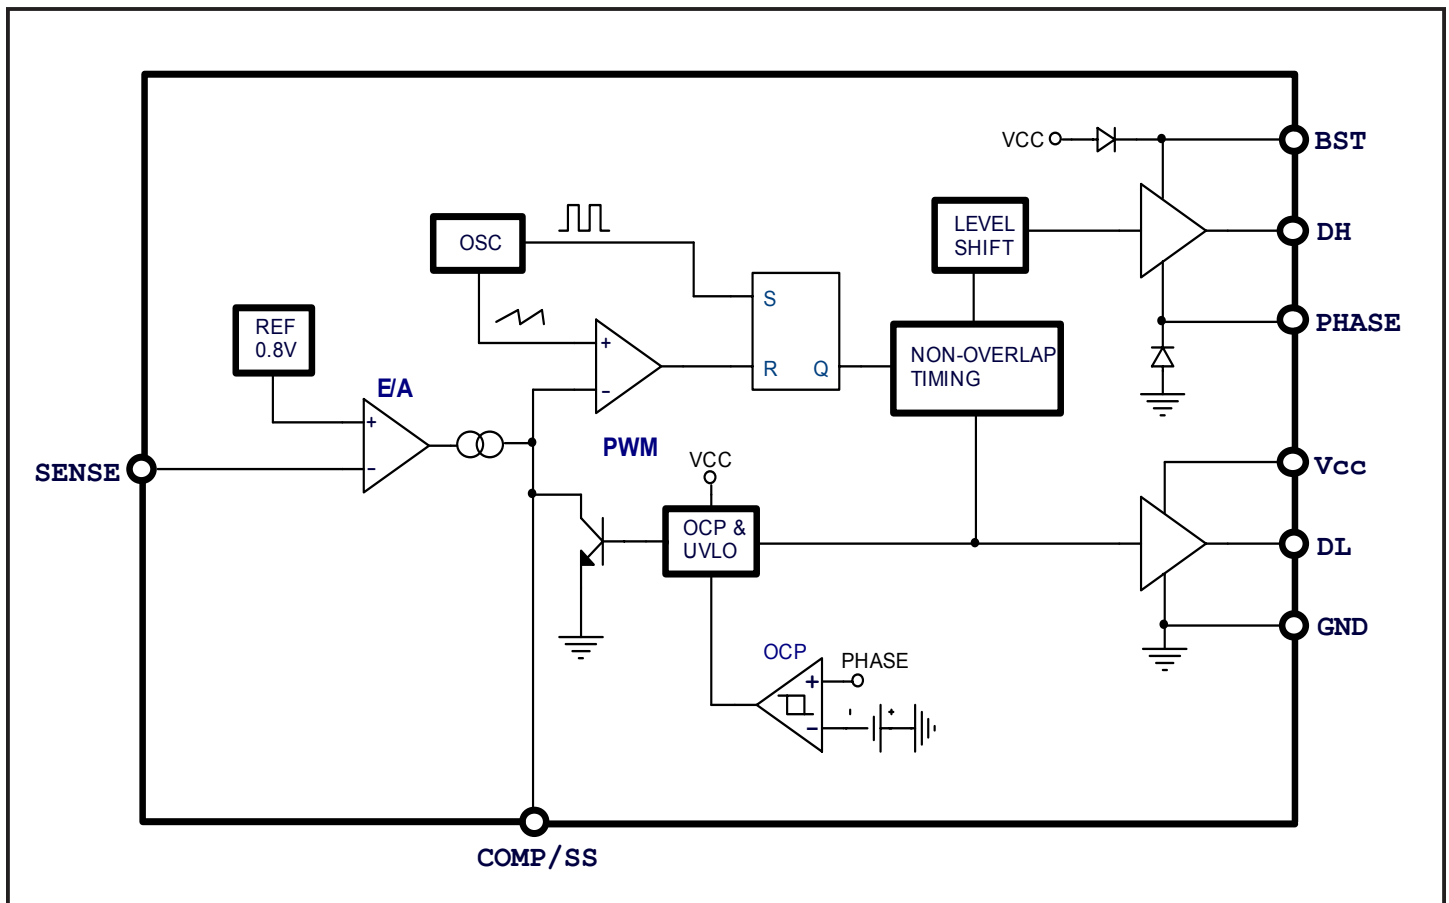 VCC
BST
LEVEL
SHIFT
DH
OSC
S
REF
0.8V
PHASE
+
NON-OVERLAP
TIMING
R
Q
E/A
-
+
PWM
VCC
Vcc
SENSE
-
OCP &
UVLO
DL
GND
OCP
PHASE
+
-
+
-
COMP/SS